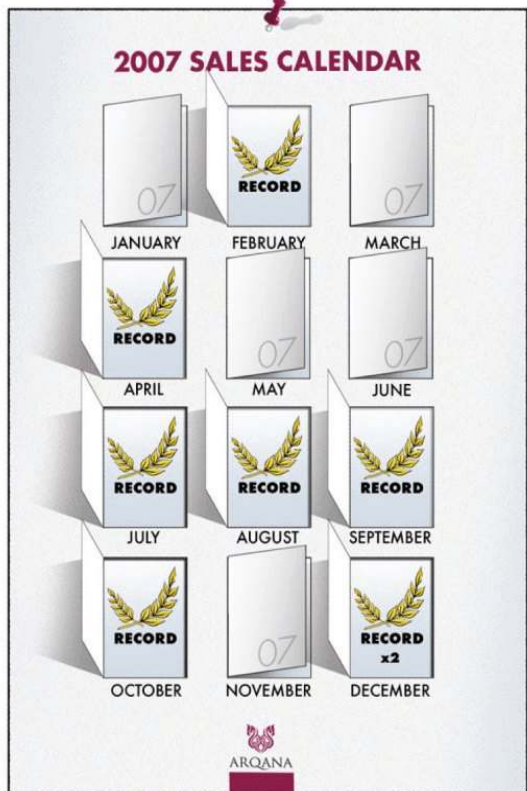 2007 SALES CALENDAR
07
RECORD
07
JANUARY FEBRUARY MARCH
RECORD
07
07
APRIL MAY JUNE
RECORD
RECORD
RECORD
JULY AUGUST SEPTEMBER
RECORD
07
RECORD
x2
OCTOBER NOVEMBER DECEMBER
ARQANA